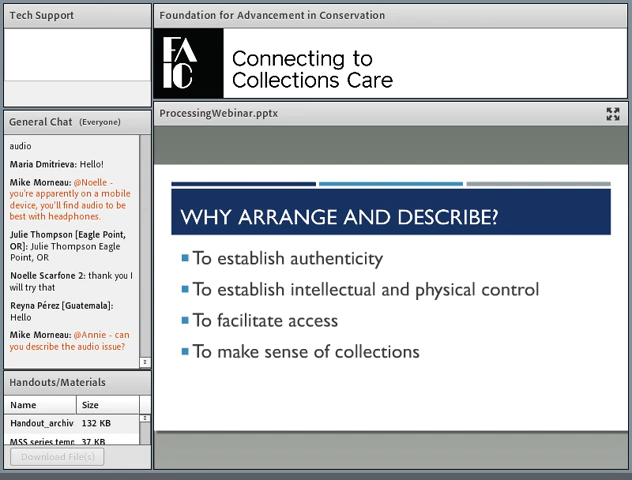 Tech Support
Foundation for Advancement in Conservation
FAIC
Connecting to
Collections Care
General Chat (Everyone)
audio
Maria Dmitrieva: Hello!
Mike Morneau: @Noelle -
you're apparently on a mobile
device, you'll find audio to be
best with headphones.
Julie Thompson [Eagle Point,
OR]: Julie Thompson Eagle
Point, OR
Noelle Scarfone 2: thank you I
will try that
Reyna Pérez [Guatemala]:
Hello
Mike Morneau: @Annie - can
you describe the audio issue?
Handouts/Materials
Name Size
Handout_archiv 132 KB
MSS series temp 37 KB
Download File(s)
ProcessingWebinar.pptx
WHY ARRANGE AND DESCRIBE?
To establish authenticity
To establish intellectual and physical control
To facilitate access
To make sense of collections